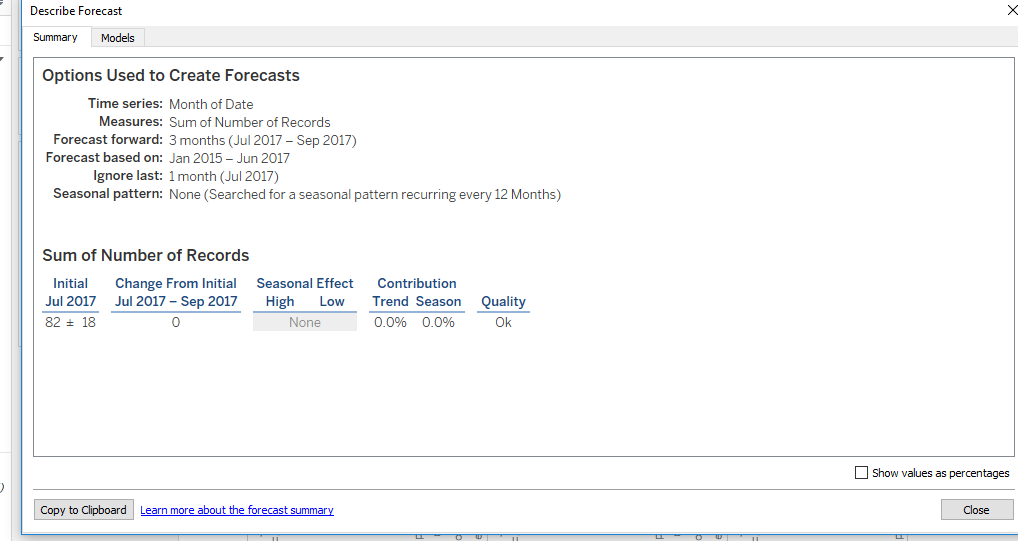 Describe Forecast
Summary Models
Options Used to Create Forecasts
Time series: Month of Date
Measures: Sum of Number of Records
Forecast forward: 3 months (Jul 2017 – Sep 2017)
Forecast based on: Jan 2015 – Jun 2017
Ignore last: 1 month (Jul 2017)
Seasonal pattern: None (Searched for a seasonal pattern recurring every 12 Months)
Sum of Number of Records
Initial Change From Initial Seasonal Effect Contribution
Jul 2017 Jul 2017 – Sep 2017 High Low Trend Season Quality
82 ± 18 0 None 0.0% 0.0% Ok
Show values as percentages
Copy to Clipboard Learn more about the forecast summary Close